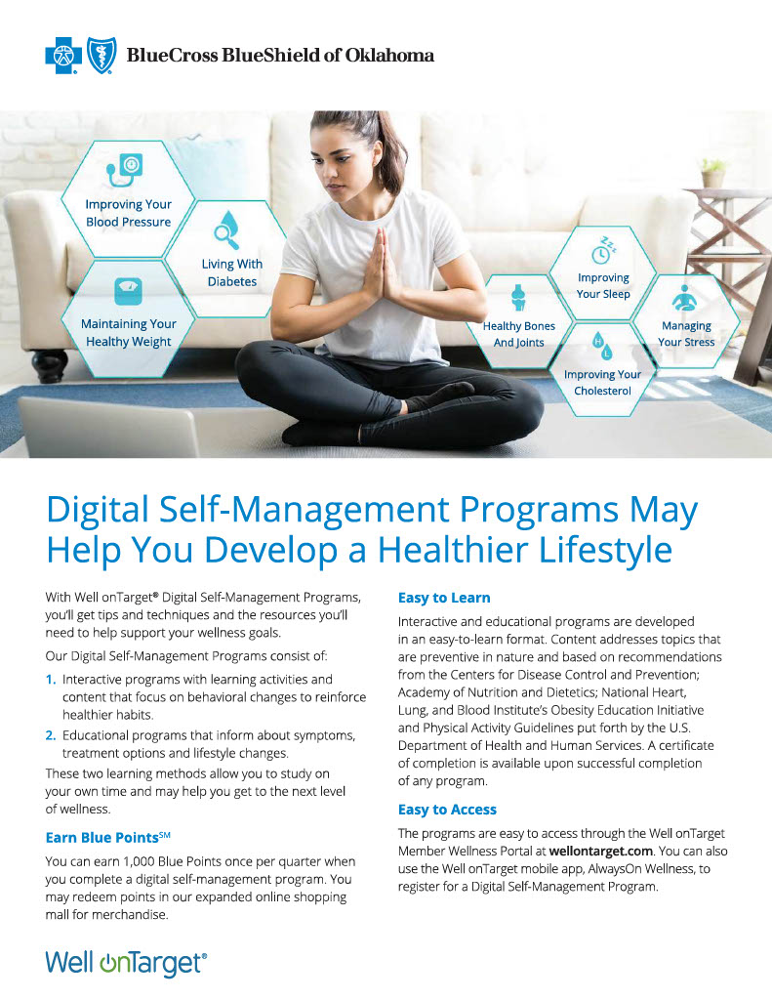 BlueCross BlueShield of Oklahoma
Improving Your
Blood Pressure
Living With
Diabetes
Maintaining Your
Healthy Weight
Improving
Your Sleep
Healthy Bones
And Joints
Managing
Your Stress
H
L
Improving Your
Cholesterol
Digital Self-Management Programs May
Help You Develop a Healthier Lifestyle
With Well onTarget® Digital Self-Management Programs,
you’ll get tips and techniques and the resources you’ll
need to help support your wellness goals.
Our Digital Self-Management Programs consist of:
1. Interactive programs with learning activities and
content that focus on behavioral changes to reinforce
healthier habits.
2. Educational programs that inform about symptoms,
treatment options and lifestyle changes.
These two learning methods allow you to study on
your own time and may help you get to the next level
of wellness.
Earn Blue Points℠
You can earn 1,000 Blue Points once per quarter when
you complete a digital self-management program. You
may redeem points in our expanded online shopping
mall for merchandise.
Easy to Learn
Interactive and educational programs are developed
in an easy-to-learn format. Content addresses topics that
are preventive in nature and based on recommendations
from the Centers for Disease Control and Prevention;
Academy of Nutrition and Dietetics; National Heart,
Lung, and Blood Institute’s Obesity Education Initiative
and Physical Activity Guidelines put forth by the U.S.
Department of Health and Human Services. A certificate
of completion is available upon successful completion
of any program.
Easy to Access
The programs are easy to access through the Well onTarget
Member Wellness Portal at wellontarget.com. You can also
use the Well onTarget mobile app, AlwaysOn Wellness, to
register for a Digital Self-Management Program.
Well onTarget®